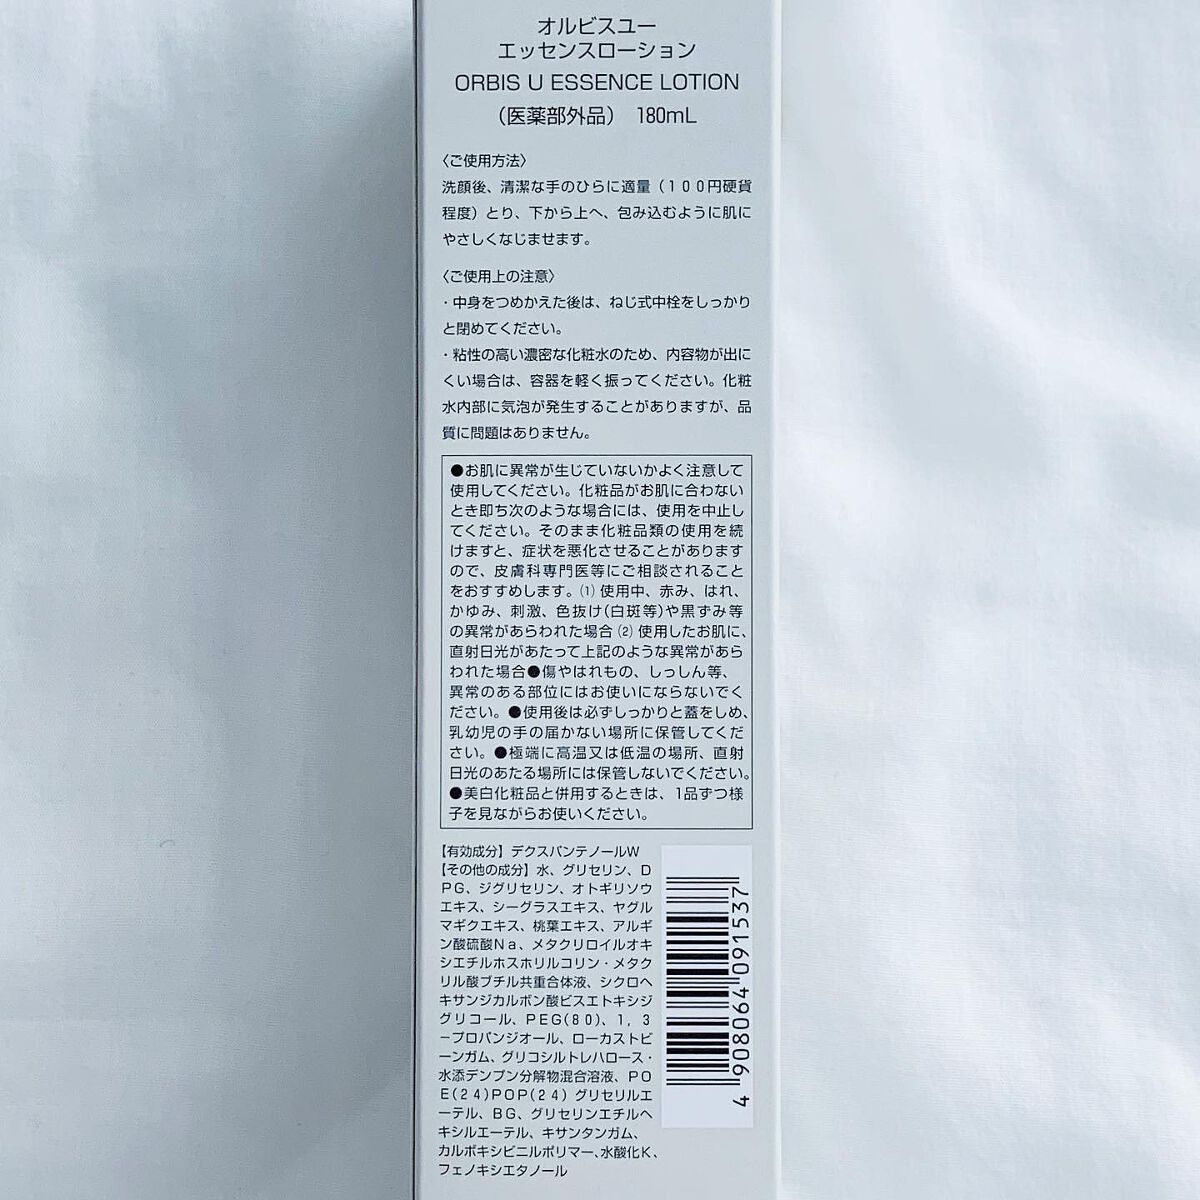 オルビスユー
エッセンスローション
ORBIS U ESSENCE LOTION
（医薬部外品） 180mL
〈ご使用方法〉
洗顔後、清潔な手のひらに適量（１００円硬貨
程度）とり、下から上へ、包み込むように肌に
やさしくなじませます。
〈ご使用上の注意〉
・中身をつめかえた後は、ねじ式中栓をしっかり
と閉めてください。
・粘性の高い濃密な化粧水のため、内容物が出に
くい場合は、容器を軽く振ってください。化粧
水内部に気泡が発生することがありますが、品
質に問題はありません。
●お肌に異常が生じていないかよく注意して
使用してください。化粧品がお肌に合わない
とき即ち次のような場合には、使用を中止し
てください。そのまま化粧品類の使用を続
けますと、症状を悪化させることがあります
ので、皮膚科専門医等にご相談されること
をおすすめします。⑴ 使用中、赤み、はれ、
かゆみ、刺激、色抜け(白斑等)や黒ずみ等
の異常があらわれた場合 ⑵ 使用したお肌に、
直射日光があたって上記のような異常があら
われた場合●傷やはれもの、しっしん等、
異常のある部位にはお使いにならないでく
ださい。●使用後は必ずしっかりと蓋をしめ、
乳幼児の手の届かない場所に保管してくだ
さい。●極端に高温又は低温の場所、直射
日光のあたる場所には保管しないでください。
●美白化粧品と併用するときは、1品ずつ様
子を見ながらお使いください。
【有効成分】デクスパンテノールW
【その他の成分】水、グリセリン、D
PG、ジグリセリン、オトギリソウ
エキス、シーグラスエキス、ヤグル
マギクエキス、桃葉エキス、アルギ
ン酸硫酸Na、メタクリロイルオキ
シエチルホスホリルコリン・メタク
リル酸ブチル共重合体液、シクロヘ
キサンジカルボン酸ビスエトキシジ
グリコール、PEG(80)、1，3
－プロパンジオール、ローカストビ
ーンガム、グリコシルトレハロース・
水添デンプン分解物混合溶液、PO
E(24)POP(24)グリセリルエ
ーテル、BG、グリセリンエチルヘ
キシルエーテル、キサンタンガム、
カルボキシビニルポリマー、水酸化K、
フェノキシエタノール
4 908064 091537